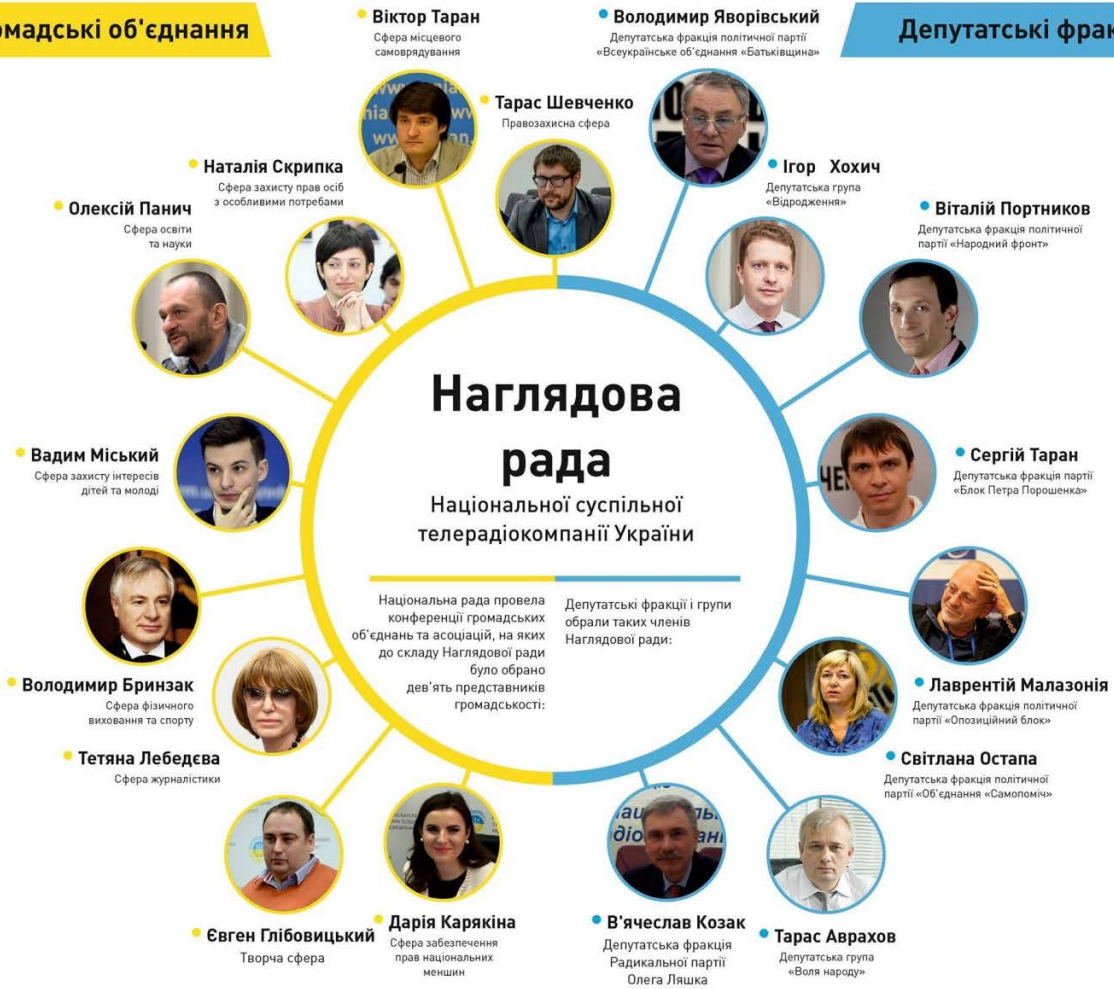 омадські об'єднання
Депутатські фрак
Віктор Таран
Сфера місцевого
самоврядування
Володимир Яворівський
Депутатська фракція політичної партії
«Всеукраїнське об'єднання «Батьківщина»
Тарас Шевченко
Правозахисна сфера
Наталія Скрипка
Сфера захисту прав осіб
з особливими потребами
Ігор Хохич
Депутатська група
«Відродження»
Олексій Панич
Сфера освіти
та науки
Віталій Портников
Депутатська фракція політичної
партії «Народний фронт»
Наглядова
рада
Національної суспільної
телерадіокомпанії України
Вадим Міський
Сфера захисту інтересів
дітей та молоді
Сергій Таран
Депутатська фракція партії
«Блок Петра Порошенка»
Національна рада провела
конференції громадських
об'єднань та асоціацій, на яких
до складу Наглядової ради
було обрано
дев'ять представників
громадськості:
Депутатські фракції і групи
обрали таких членів
Наглядової ради:
Володимир Бринзак
Сфера фізичного
виховання та спорту
Лаврентій Малазонія
Депутатська фракція політичної
партії «Опозиційний блок»
Тетяна Лебедєва
Сфера журналістики
Світлана Остапа
Депутатська фракція політичної
партії «Об'єднання «Самопоміч»
Євген Глібовицький
Творча сфера
Дарія Карякіна
Сфера забезпечення
прав національних
меншин
В'ячеслав Козак
Депутатська фракція
Радикальної партії
Олега Ляшка
Тарас Аврахов
Депутатська група
«Воля народу»